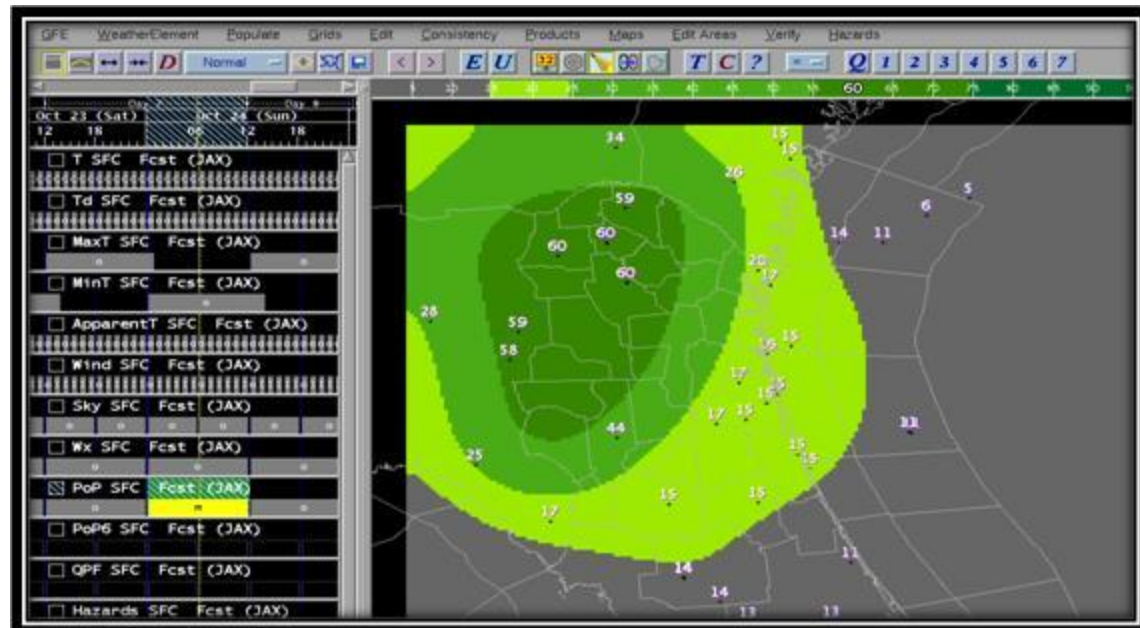 GFE WeatherElement Populate Grids Edit Consistency Products Maps Edit Areas Verify Hazards
D Normal < > E U T C ? Q 1 2 3 4 5 6 7
60
Oct 23 (Sat) Oct 24 (Sun)
12 18 06 12 18
T SFC Fcst (JAX)
Td SFC Fcst (JAX)
MaxT SFC Fcst (JAX)
MinT SFC Fcst (JAX)
ApparentT SFC Fcst (JAX)
Wind SFC Fcst (JAX)
Sky SFC Fcst (JAX)
Wx SFC Fcst (JAX)
PoP SFC Fcst (JAX)
PoP6 SFC Fcst (JAX)
QPF SFC Fcst (JAX)
Hazards SFC Fcst (JAX)
34 15
15
26
59 5
6
60 60 14 11
60 20
17
28
59
58 15
17 15
17 15
44
25 15
15 15
17
11
14
14
13 13